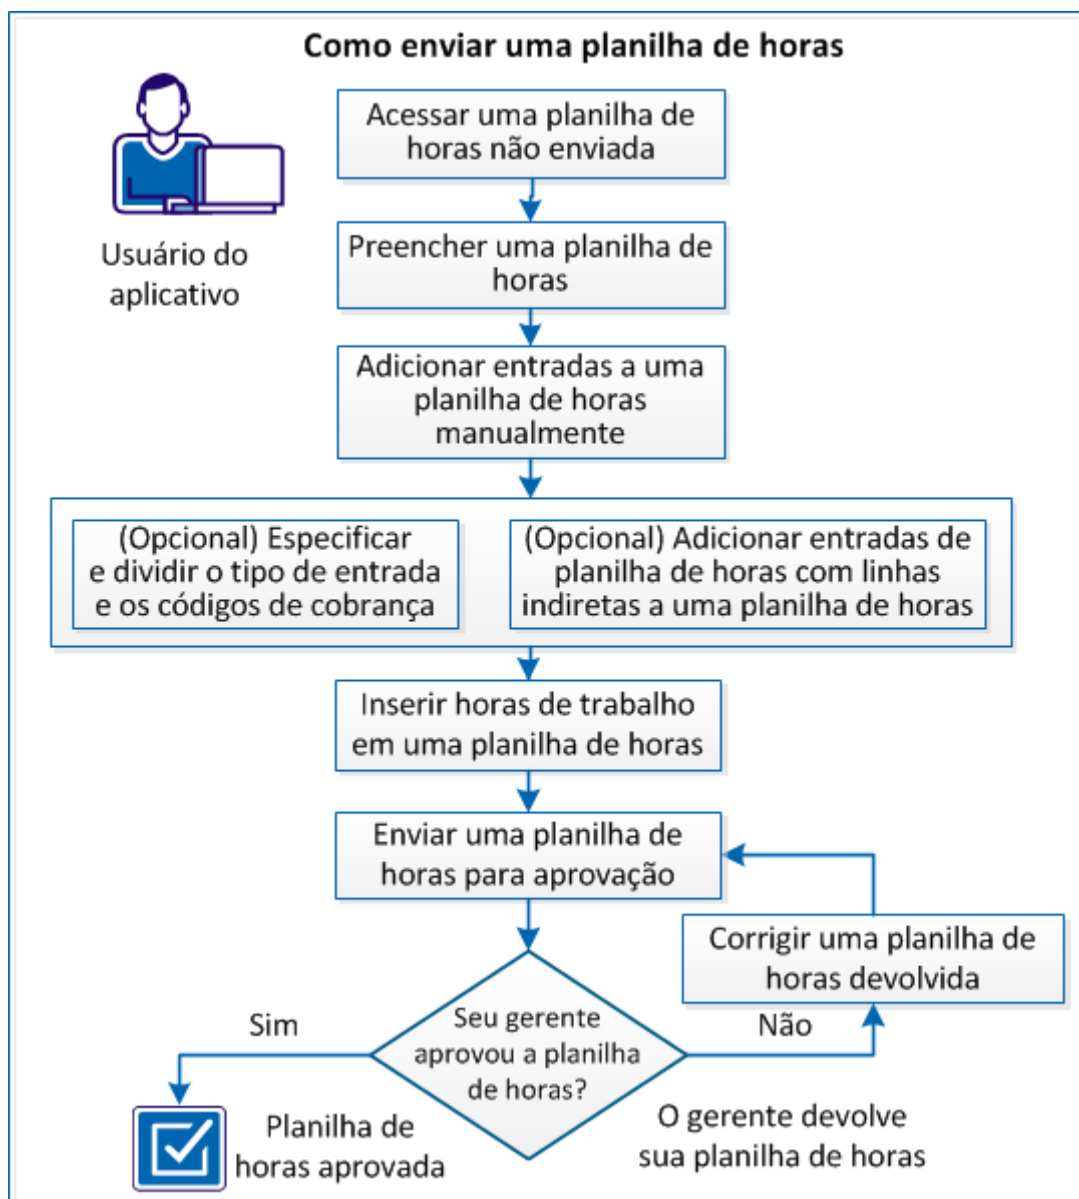 Como enviar uma planilha de horas
Acessar uma planilha de
horas não enviada
Usuário do
aplicativo
Preencher uma planilha de
horas
Adicionar entradas a uma
planilha de horas
manualmente
(Opcional) Especificar
e dividir o tipo de entrada
e os códigos de cobrança
(Opcional) Adicionar entradas de
planilha de horas com linhas
indiretas a uma planilha de horas
Inserir horas de trabalho
em uma planilha de horas
Enviar uma planilha de
horas para aprovação
Corrigir uma planilha de
horas devolvida
Sim
Seu gerente
aprovou a planilha
de horas?
Não
Planilha de
horas aprovada
O gerente devolve
sua planilha de horas